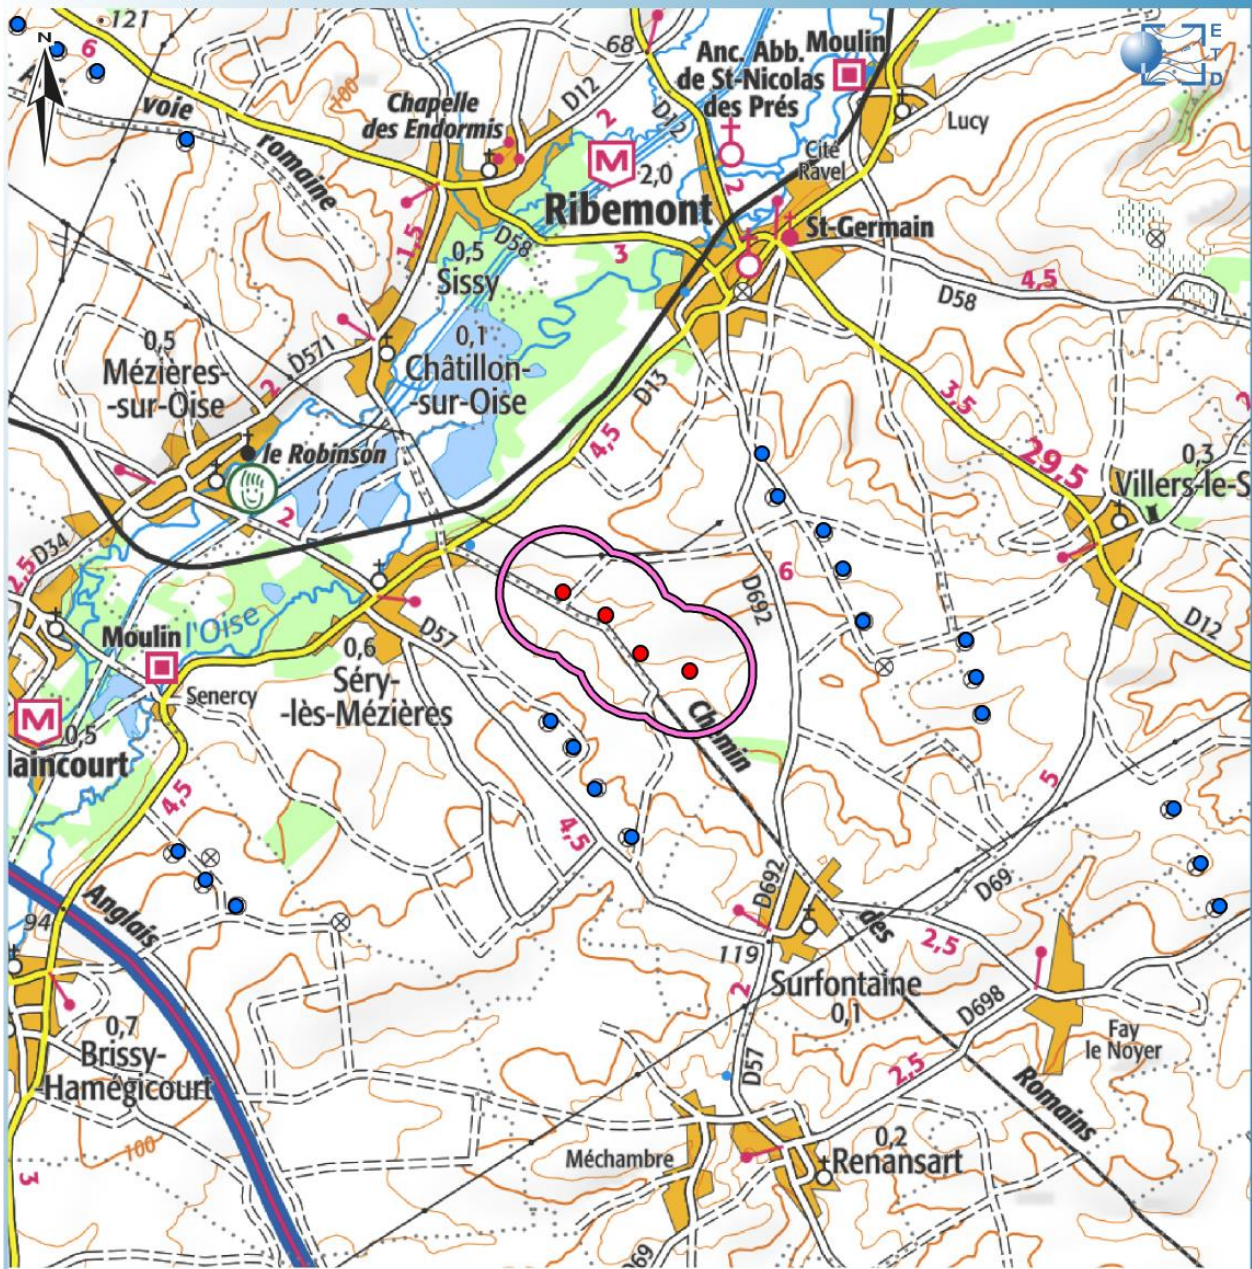 121
6
N
voie
romaine
100
Chapelle
des Endormis
D12
2
68
D12
Anc. Abb.
de St-Nicolas
des Prés
Moulin
E
T
D
Lucy
Cité
Ravel
M
2,0
2
Ribemont
St-Germain
D58
3
1,5
0,5
Sissy
4,5
D58
0,1
Châtillon-
-sur-Oise
0,5
Mézières-
-sur-Oise
D571
2
D13
4,5
3,5
29,5
0,3
Villers-le-S
le Robinson
2
D34
2,5
6
D692
D12
l'Oise
Moulin
D57
0,6
Séry-
-lès-Mézières
Senercy
M
0,5
laincourt
Chemin
4,5
4,5
5
D692
D69
des
2,5
94
Anglais
119
Surfontaine
0,1
2
D698
Fay
le Noyer
0,7
Brissy-
-Hamégicourt
D57
2,5
Romains
100
3
Méchambre
0,2
Renansart
D69